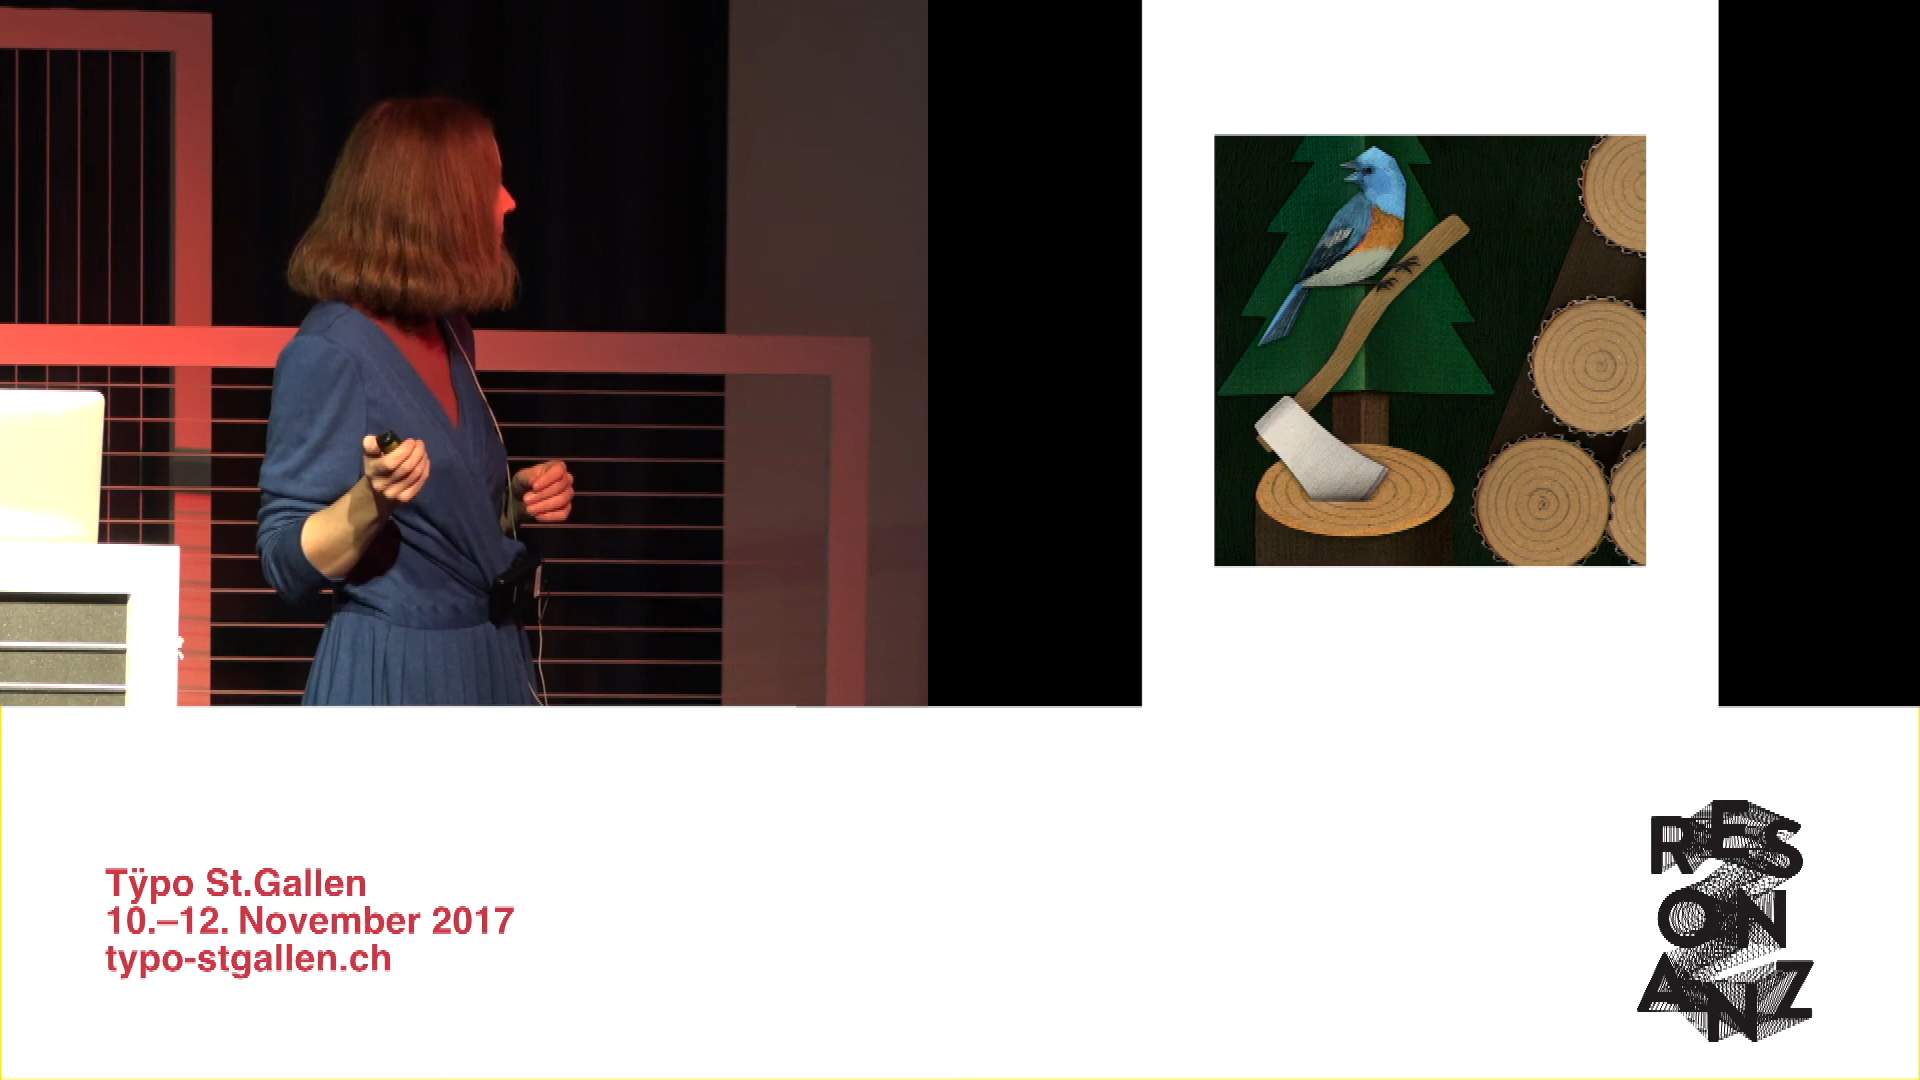 Tÿpo St.Gallen
10.–12. November 2017
typo-stgallen.ch
RES
ON
ANZ